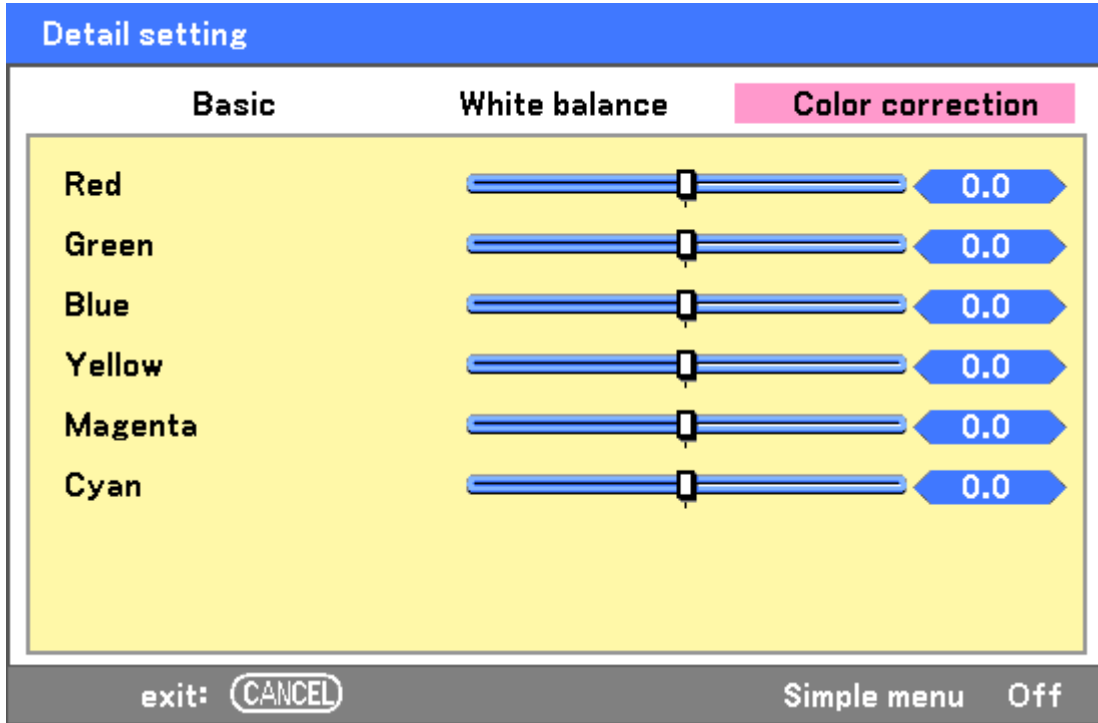 Detail setting
Basic White balance Color correction
Red 0.0
Green 0.0
Blue 0.0
Yellow 0.0
Magenta 0.0
Cyan 0.0
exit: CANCEL Simple menu Off